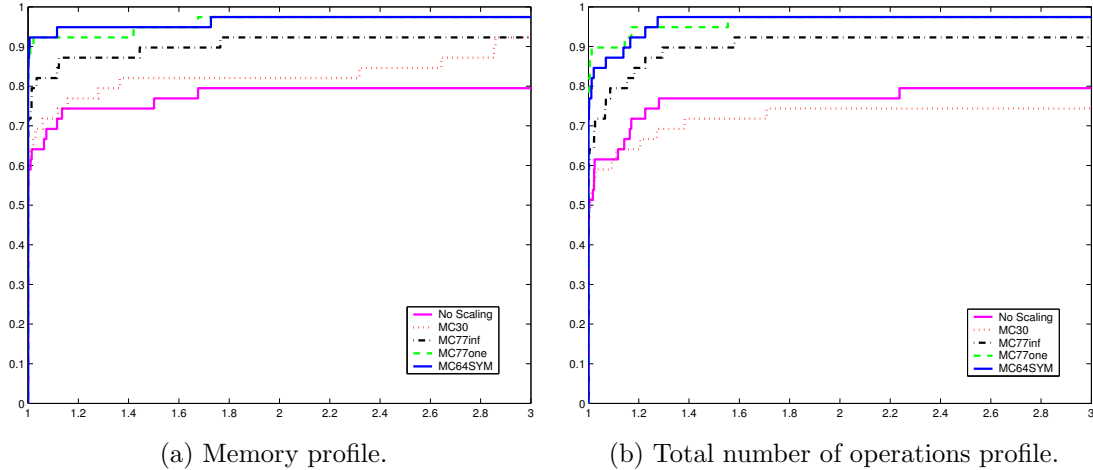 1
0.9
0.8
0.7
0.6
0.5
0.4
0.3
0.2
0.1
0
1 1.2 1.4 1.6 1.8 2 2.2 2.4 2.6 2.8 3
No Scaling
MC30
MC77inf
MC77one
MC64SYM
(a) Memory profile.
1
0.9
0.8
0.7
0.6
0.5
0.4
0.3
0.2
0.1
0
1 1.2 1.4 1.6 1.8 2 2.2 2.4 2.6 2.8 3
No Scaling
MC30
MC77inf
MC77one
MC64SYM
(b) Total number of operations profile.